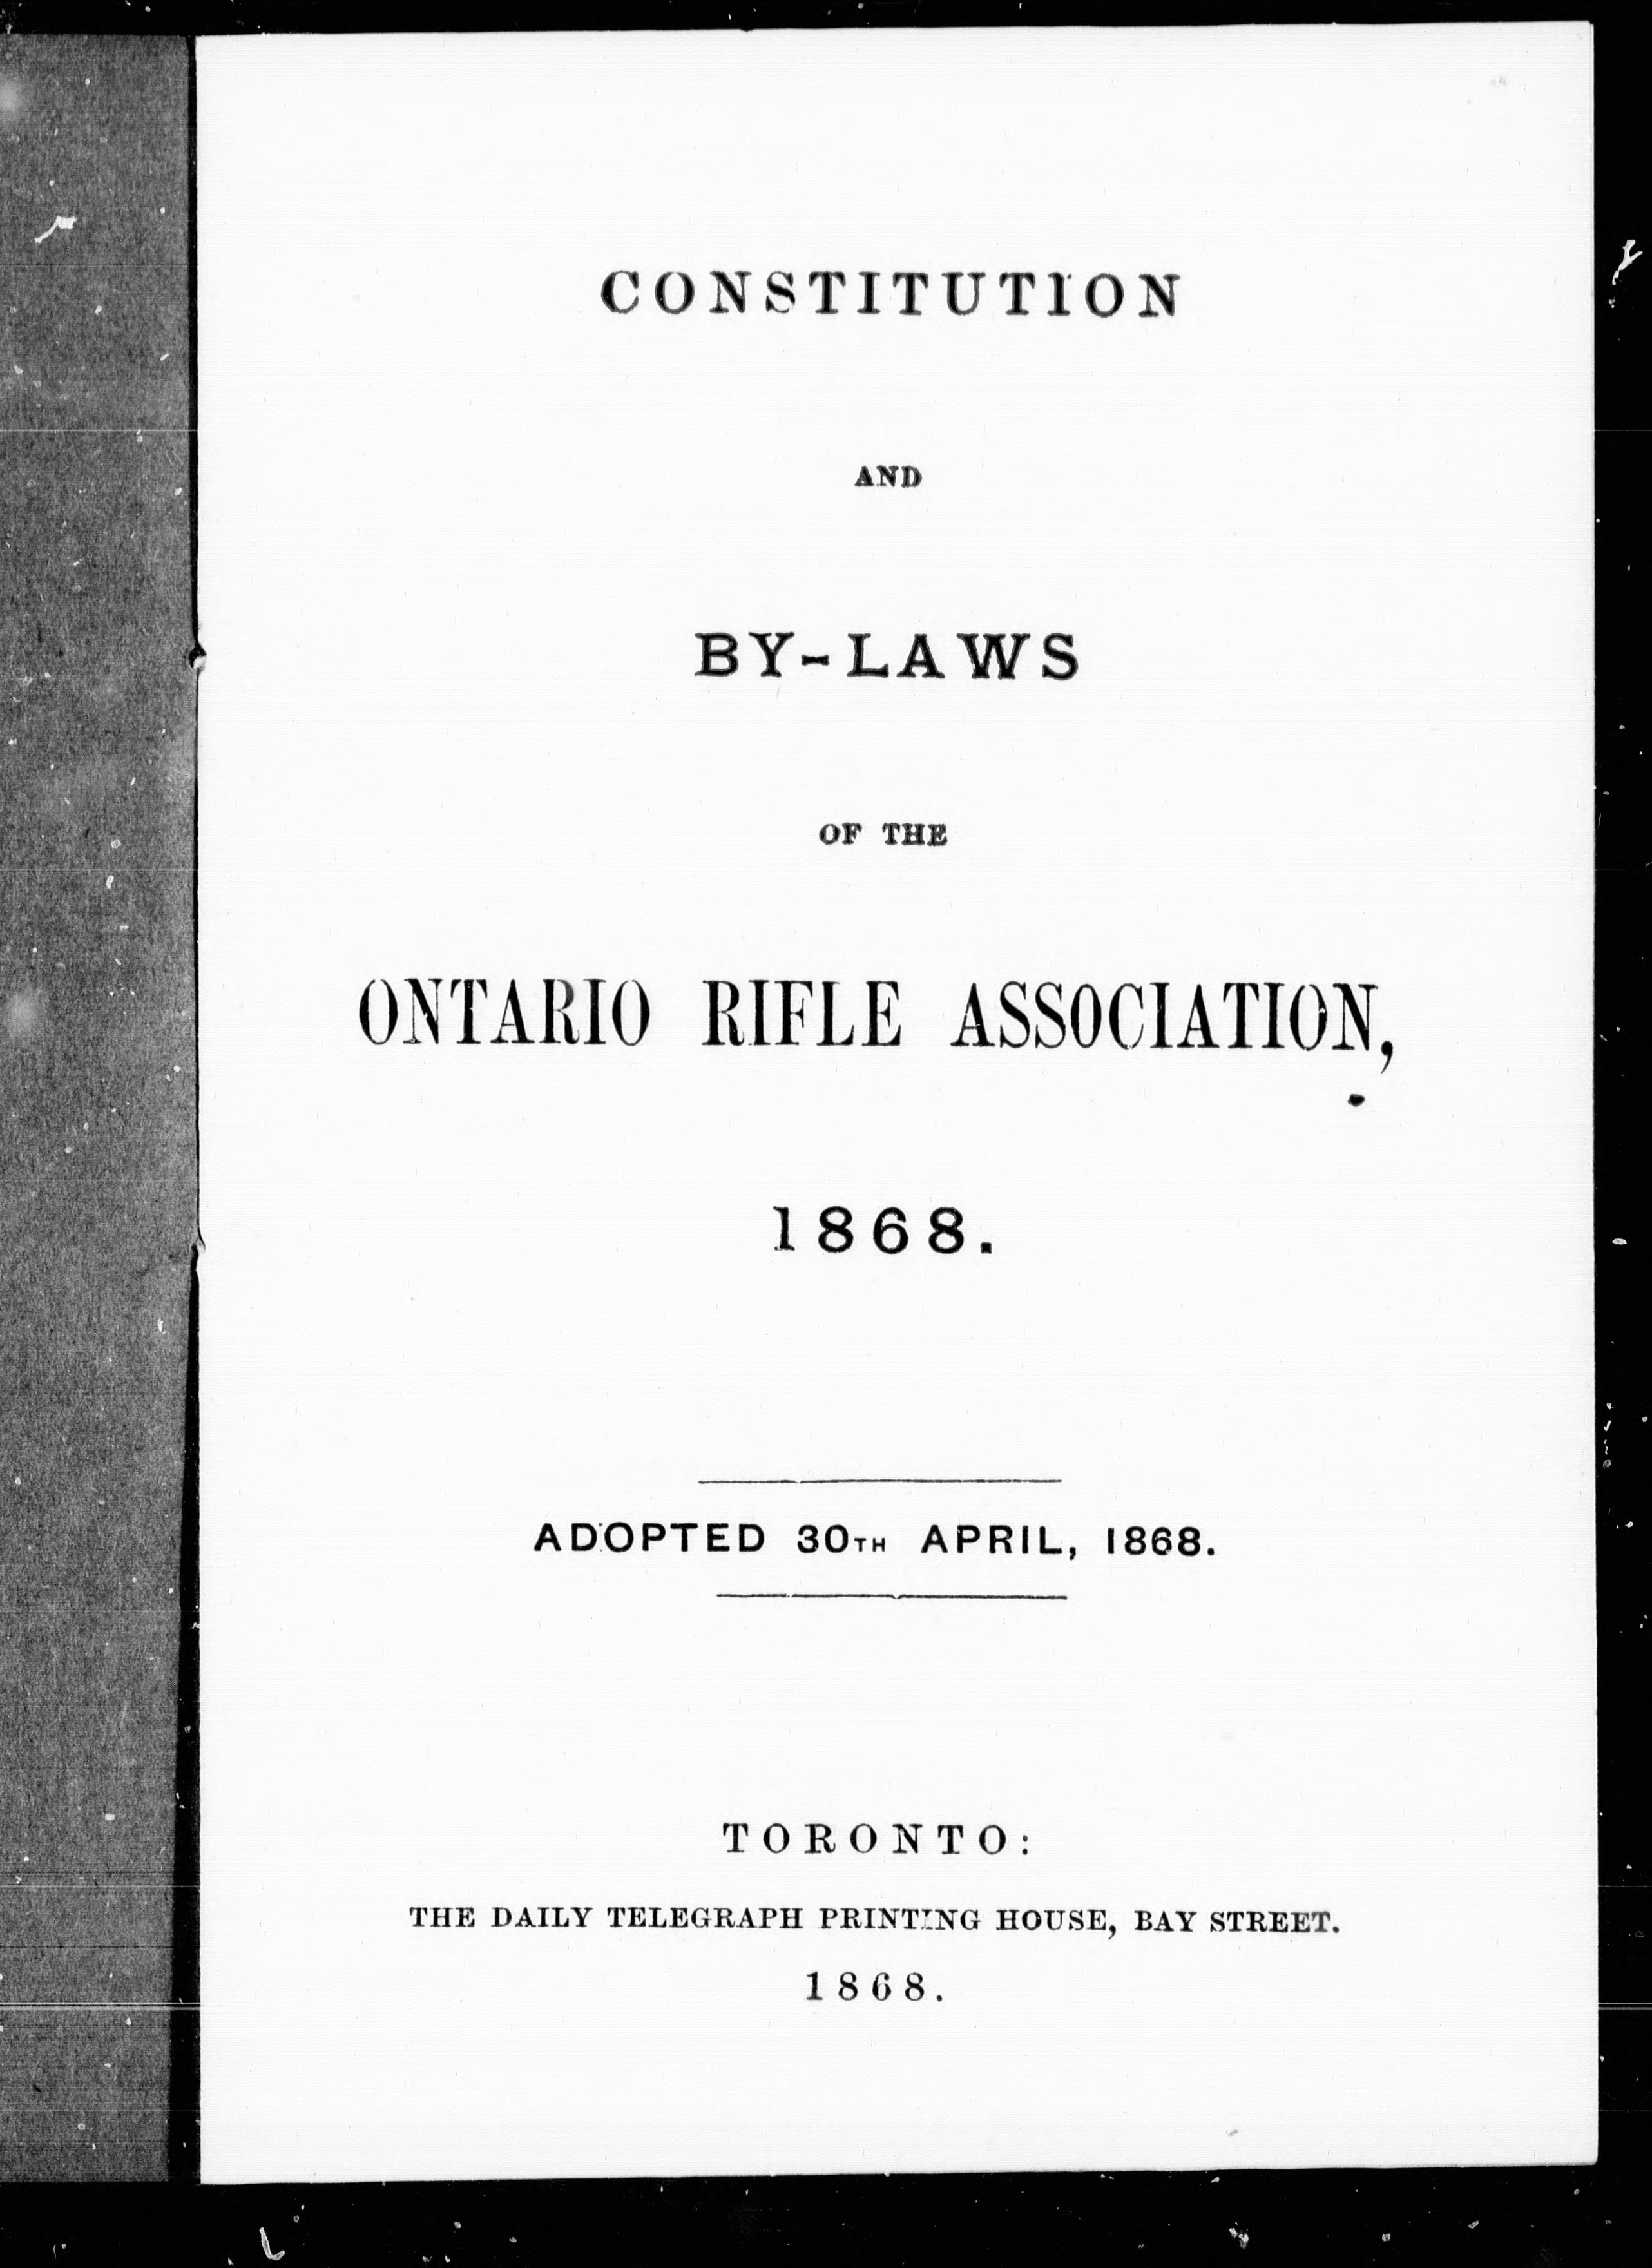 CONSTITUTION
AND
BY-LAWS
OF THE
ONTARIO RIFLE ASSOCIATION,
1868.
ADOPTED 30TH APRIL, 1868.
TORONTO:
THE DAILY TELEGRAPH PRINTING HOUSE, BAY STREET.
1868.